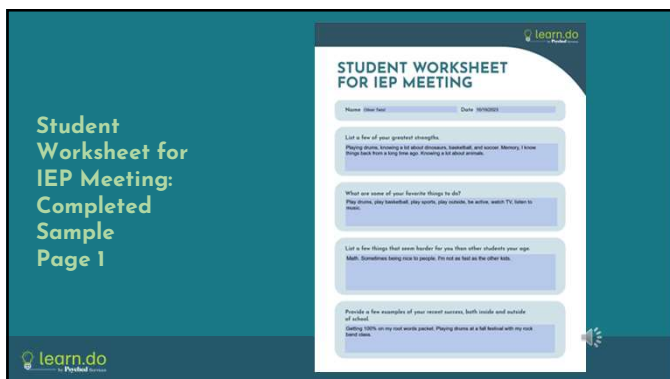 Student
Worksheet for
IEP Meeting:
Completed
Sample
Page 1
learn.do
by Psyched Services
learn.do
by Psyched Services
STUDENT WORKSHEET
FOR IEP MEETING
Name
Date
List a few of your greatest strengths.
Playing drums, knowing a lot about dinosaurs, basketball, and soccer. Memory, I know
things back from a long time ago. Knowing a lot about animals.
What are some of your favorite things to do?
Play drums, play basketball, play sports, play outside, be active, watch TV, listen to
music.
List a few things that seem harder for you than other students your age.
Math. Sometimes being nice to people. I'm not as fast as the other kids.
Provide a few examples of your recent success, both inside and outside
of school.
Getting 100% on my root words packet. Playing drums at a fall festival with my rock
band class.